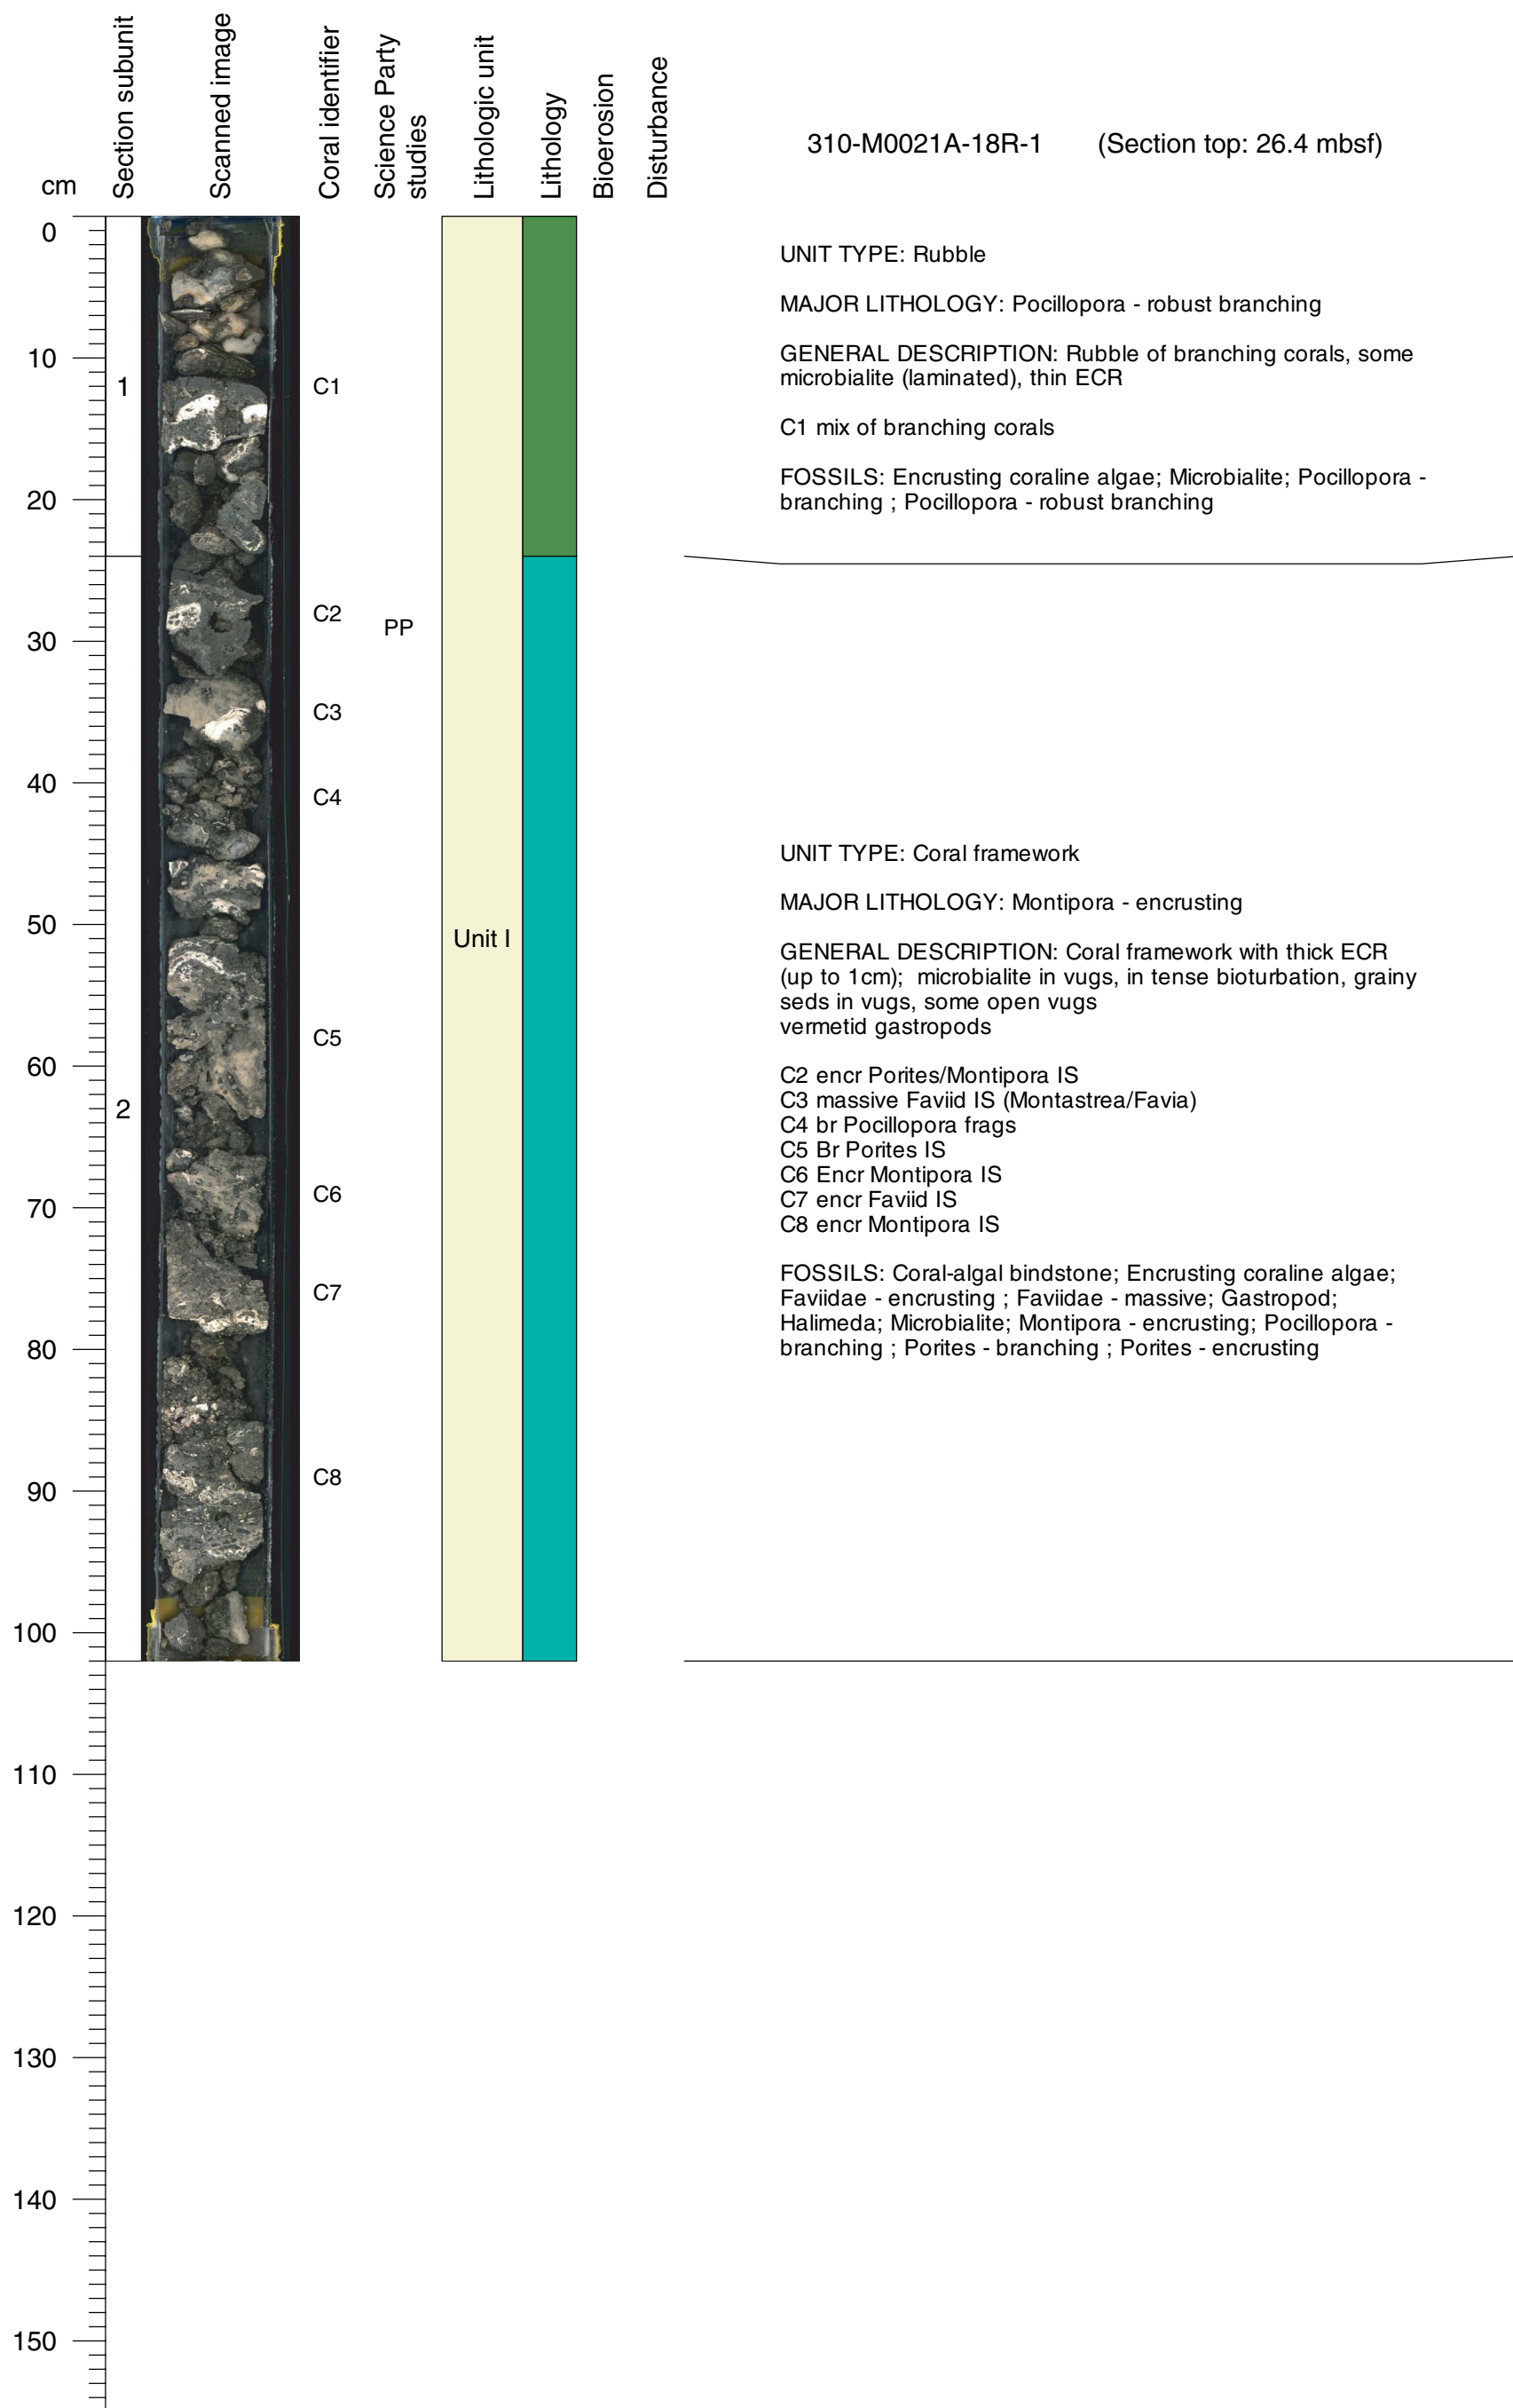 Section subunit
Scanned image
Coral identifier
Science Party
studies
Lithologic unit
Lithology
Bioerosion
Disturbance
310-M0021A-18R-1 (Section top: 26.4 mbsf)
cm
0
10
20
30
40
50
60
70
80
90
100
110
120
130
140
150
1
2
C1
C2
C3
C4
C5
C6
C7
C8
PP
Unit I
UNIT TYPE: Rubble
MAJOR LITHOLOGY: Pocillopora - robust branching
GENERAL DESCRIPTION: Rubble of branching corals, some
microbialite (laminated), thin ECR
C1 mix of branching corals
FOSSILS: Encrusting coraline algae; Microbialite; Pocillopora -
branching ; Pocillopora - robust branching
UNIT TYPE: Coral framework
MAJOR LITHOLOGY: Montipora - encrusting
GENERAL DESCRIPTION: Coral framework with thick ECR
(up to 1cm); microbialite in vugs, in tense bioturbation, grainy
seds in vugs, some open vugs
vermetid gastropods
C2 encr Porites/Montipora IS
C3 massive Faviid IS (Montastrea/Favia)
C4 br Pocillopora frags
C5 Br Porites IS
C6 Encr Montipora IS
C7 encr Faviid IS
C8 encr Montipora IS
FOSSILS: Coral-algal bindstone; Encrusting coraline algae;
Faviidae - encrusting ; Faviidae - massive; Gastropod;
Halimeda; Microbialite; Montipora - encrusting; Pocillopora -
branching ; Porites - branching ; Porites - encrusting